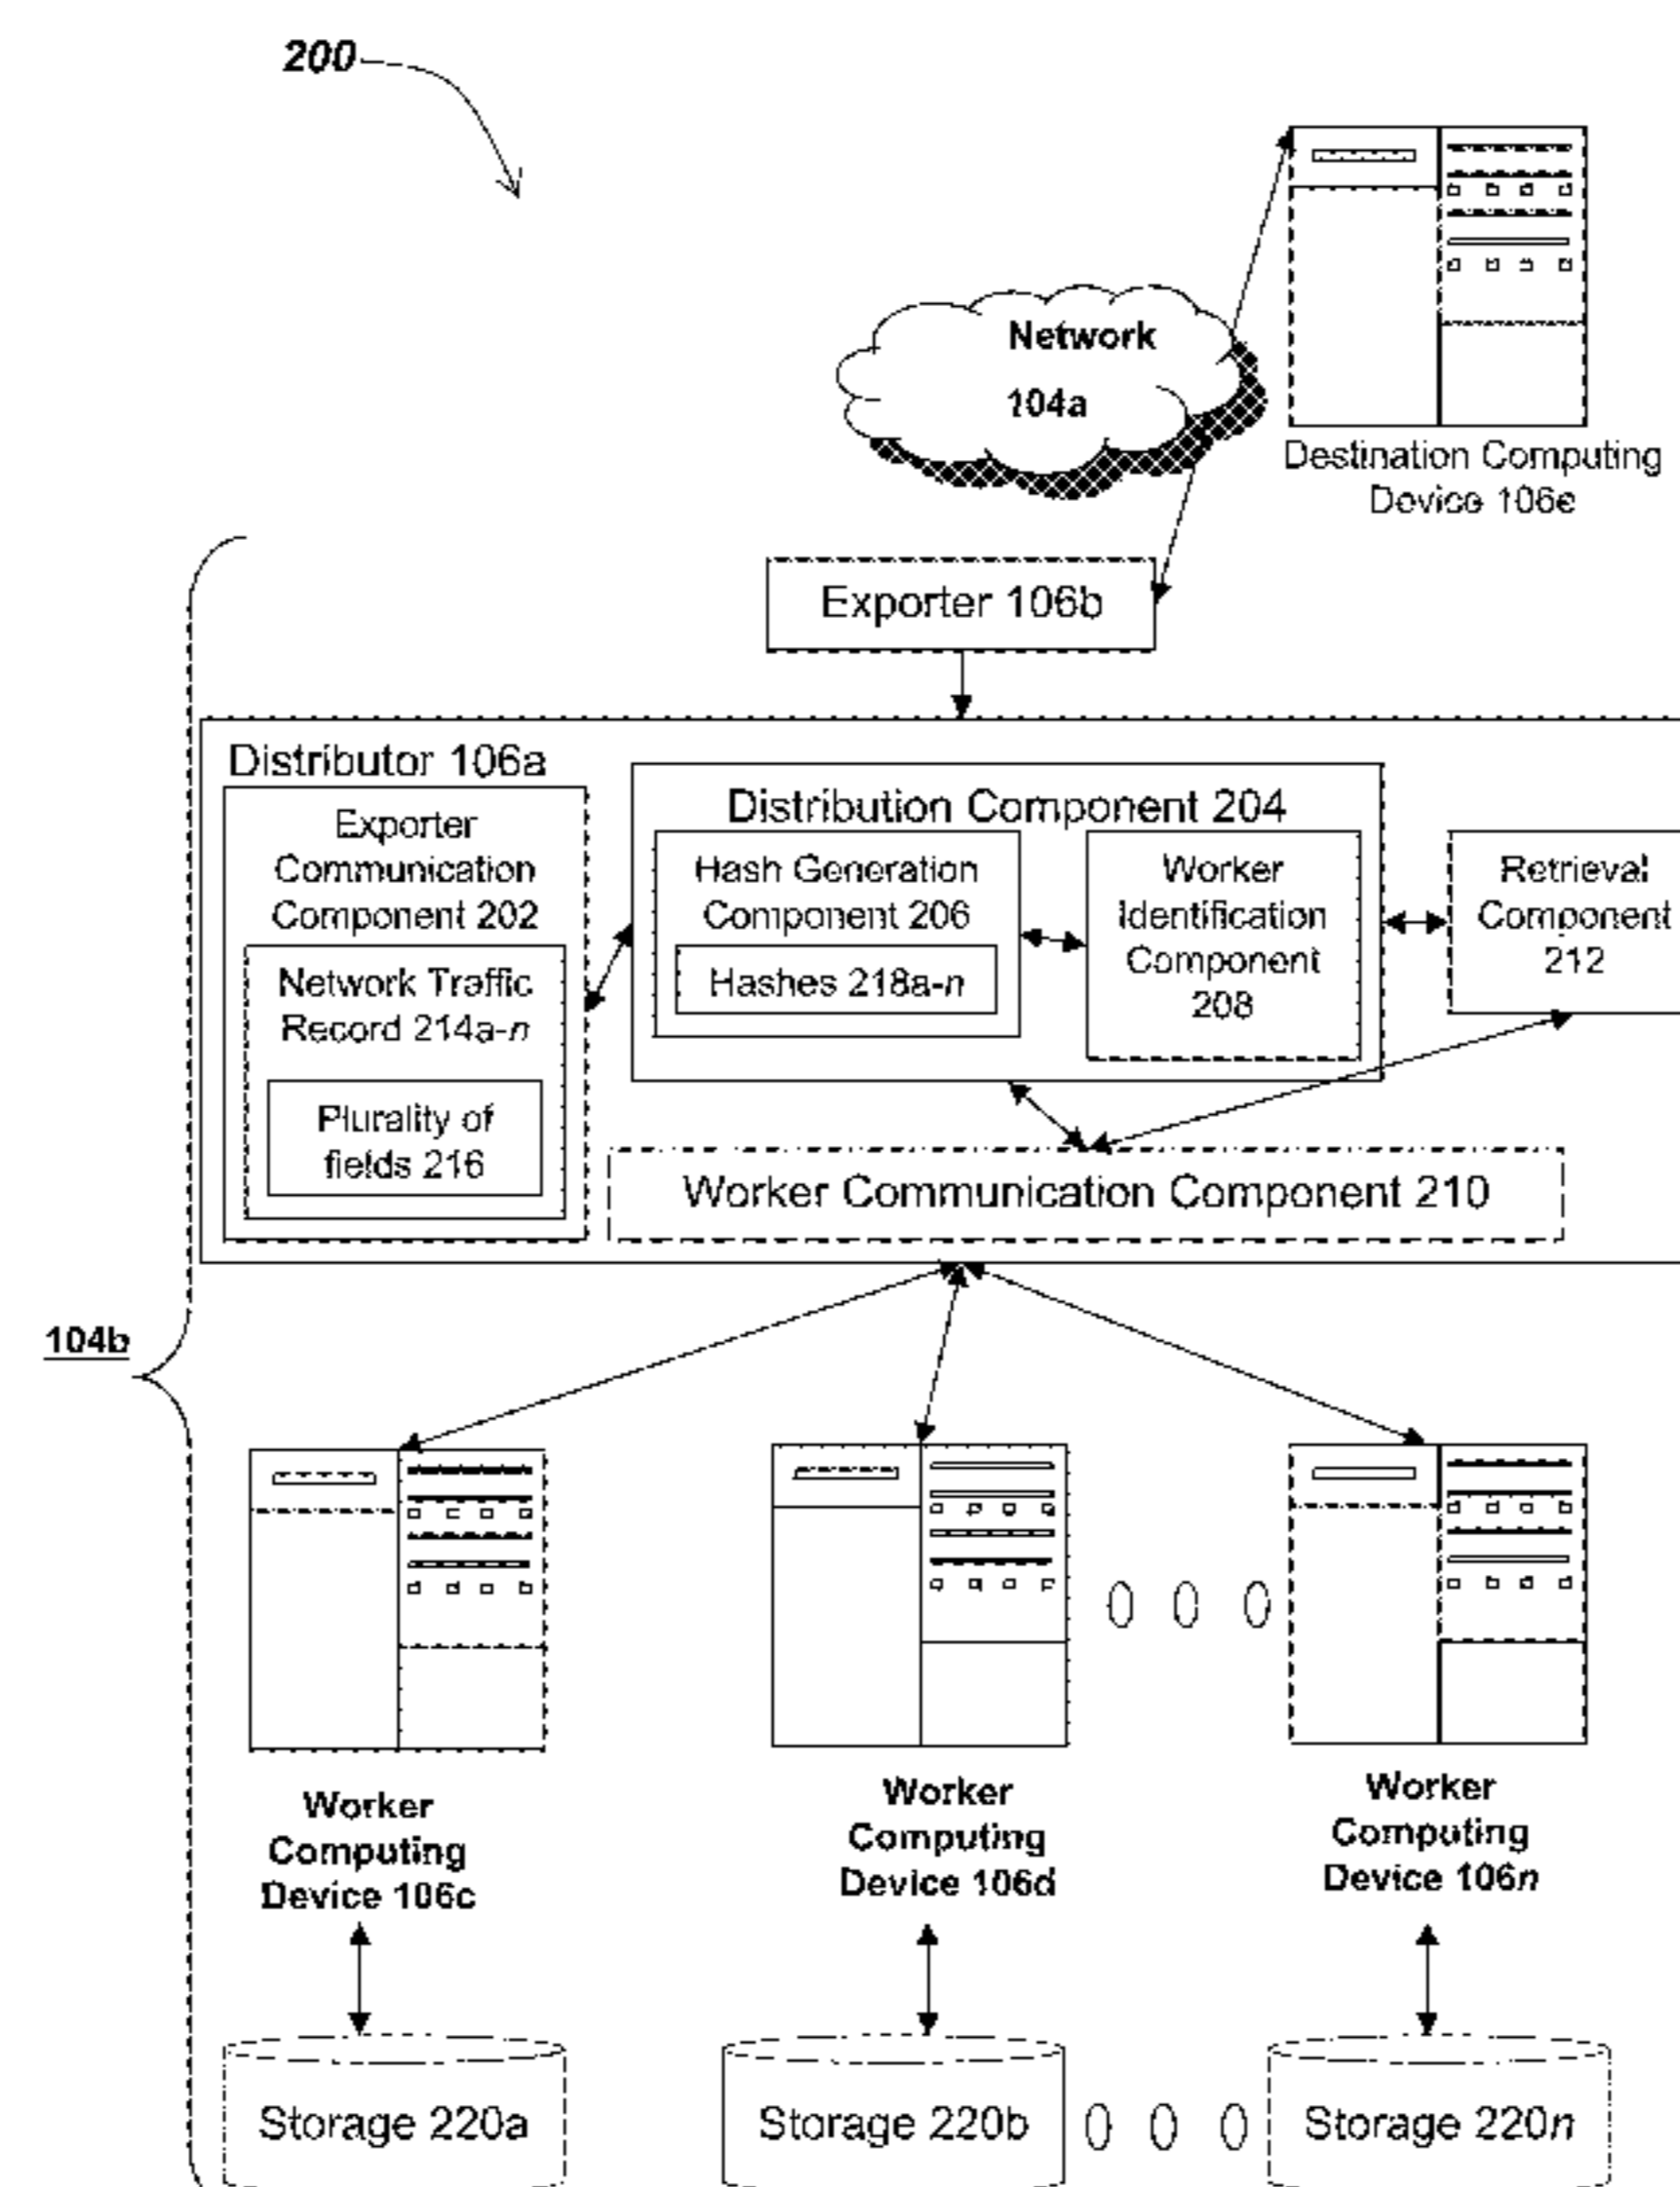 200
Network
104a
Destination Computing
Device 106e
Exporter 106b
Distributor 106a
Exporter
Communication
Component 202
Network Traffic
Record 214a-n
Plurality of
fields 216
Distribution Component 204
Hash Generation
Component 206
Hashes 218a-n
Worker
Identification
Component
208
Retrieval
Component
212
Worker Communication Component 210
104b
Worker
Computing
Device 106c
Worker
Computing
Device 106d
Worker
Computing
Device 106n
Storage 220a
Storage 220b
Storage 220n